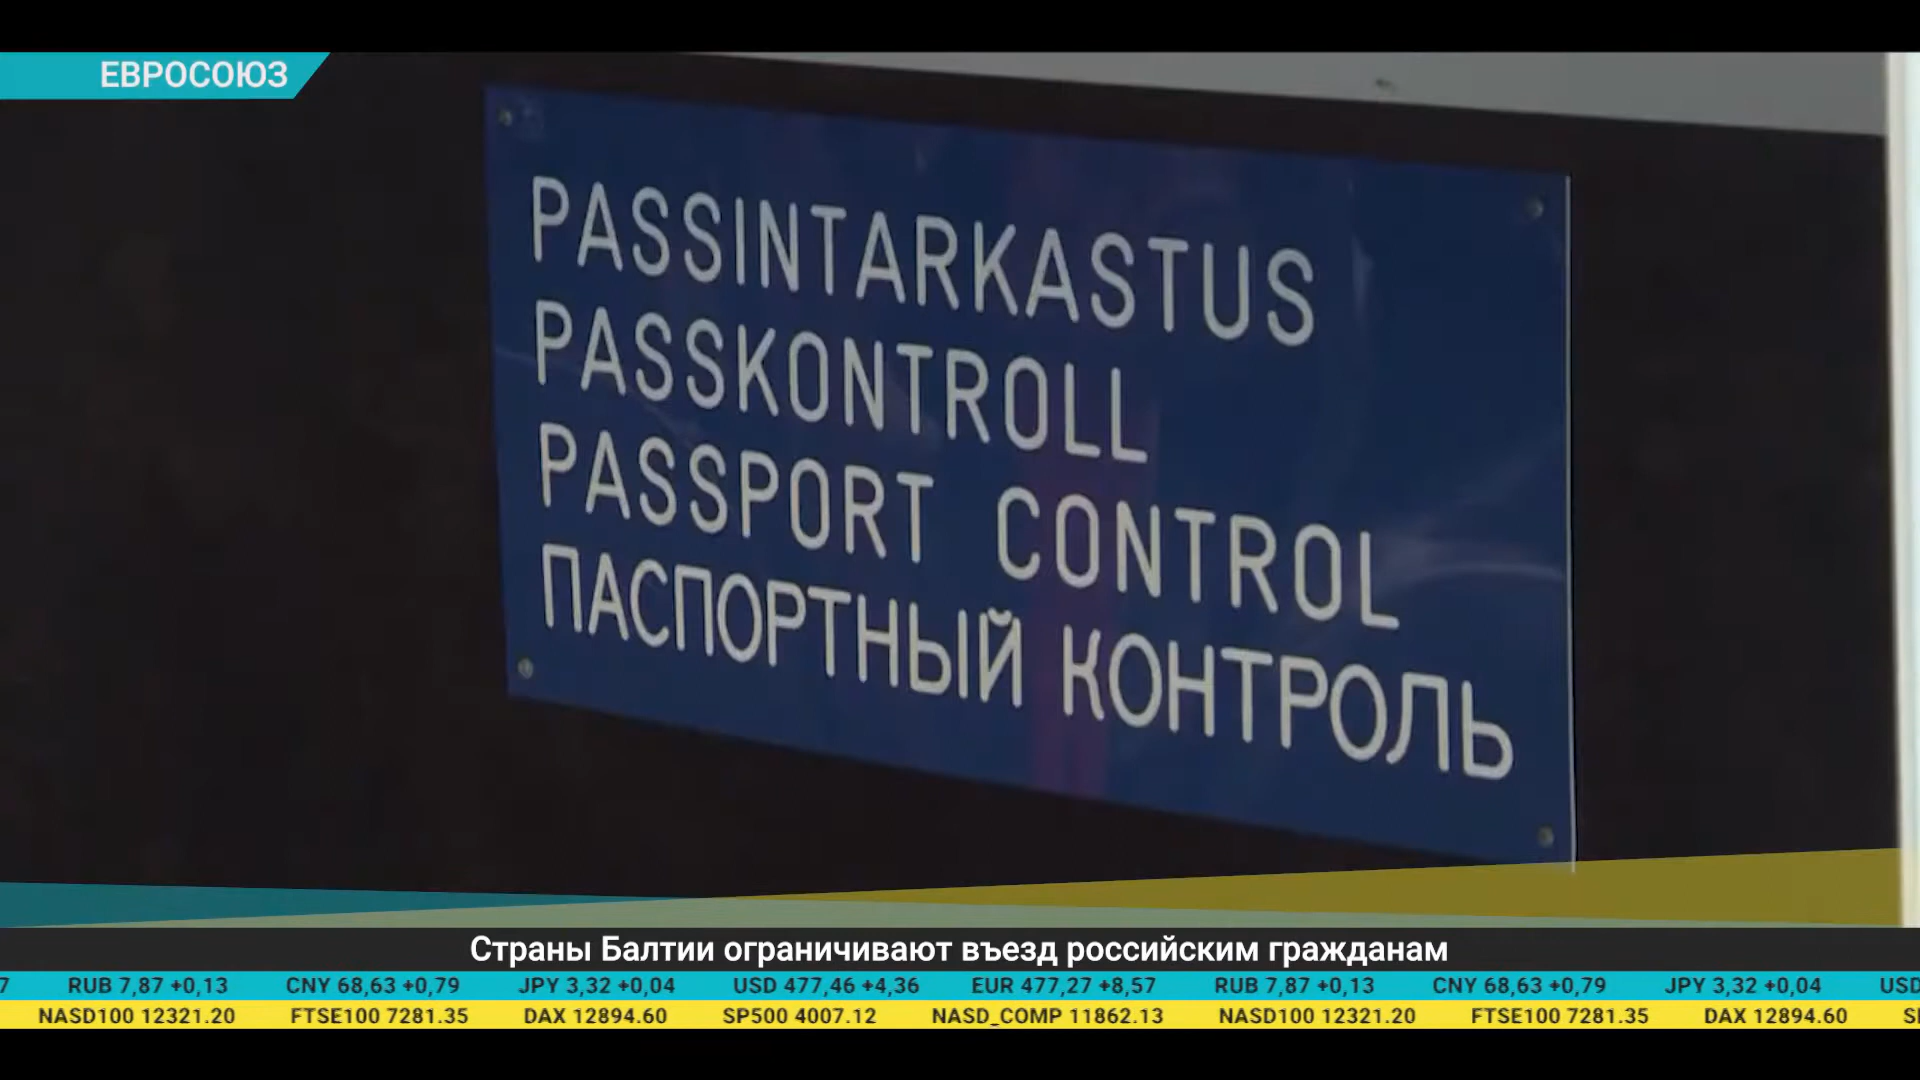 ЕВРОСОЮЗ
PASSINTARKASTUS
PASSKONTROLL
PASSPORT CONTROL
ПАСПОРТНЫЙ КОНТРОЛЬ
Страны Балтии ограничивают въезд российским гражданам
7 RUB 7,87 +0,13 CNY 68,63 +0,79 JPY 3,32 +0,04 USD 477,46 +4,36 EUR 477,27 +8,57 RUB 7,87 +0,13 CNY 68,63 +0,79 JPY 3,32 +0,04 USD
NASD100 12321.20 FTSE100 7281.35 DAX 12894.60 SP500 4007.12 NASD_COMP 11862.13 NASD100 12321.20 FTSE100 7281.35 DAX 12894.60